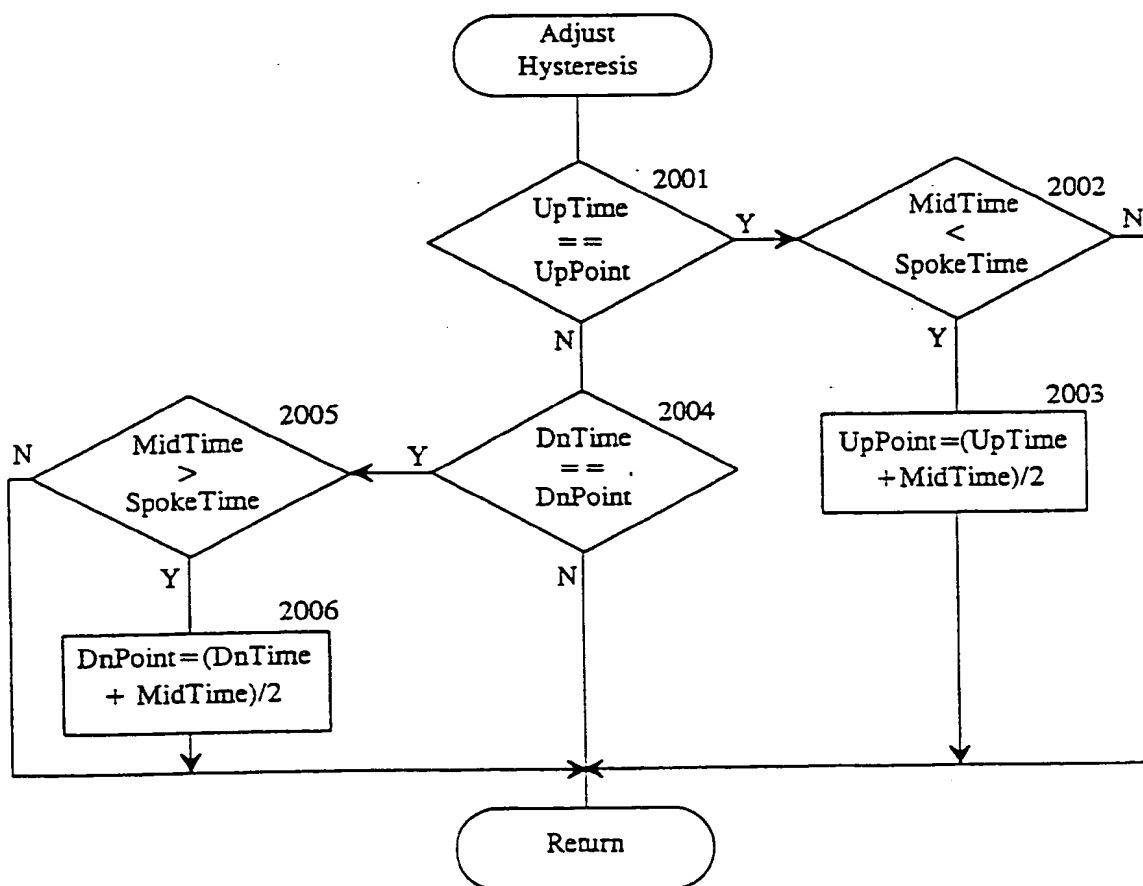 Adjust
Hysteresis
2001
UpTime
==
UpPoint
Y
N
2002
MidTime
<
SpokeTime
N
Y
2003
UpPoint=(UpTime
+MidTime)/2
2004
DnTime
==
DnPoint
Y
N
2005
MidTime
>
SpokeTime
N
Y
2006
DnPoint=(DnTime
+ MidTime)/2
Return